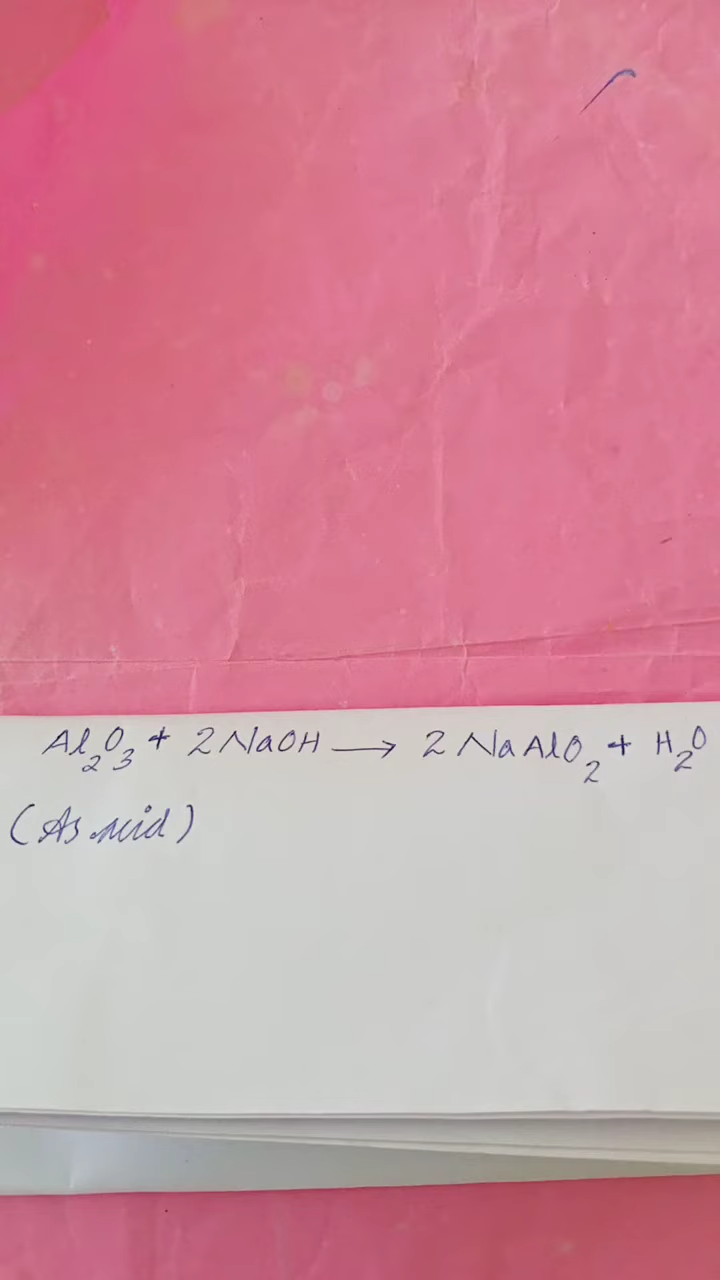 Al₂O₃ + 2NaOH → 2NaAlO₂ + H₂O
(As acid)